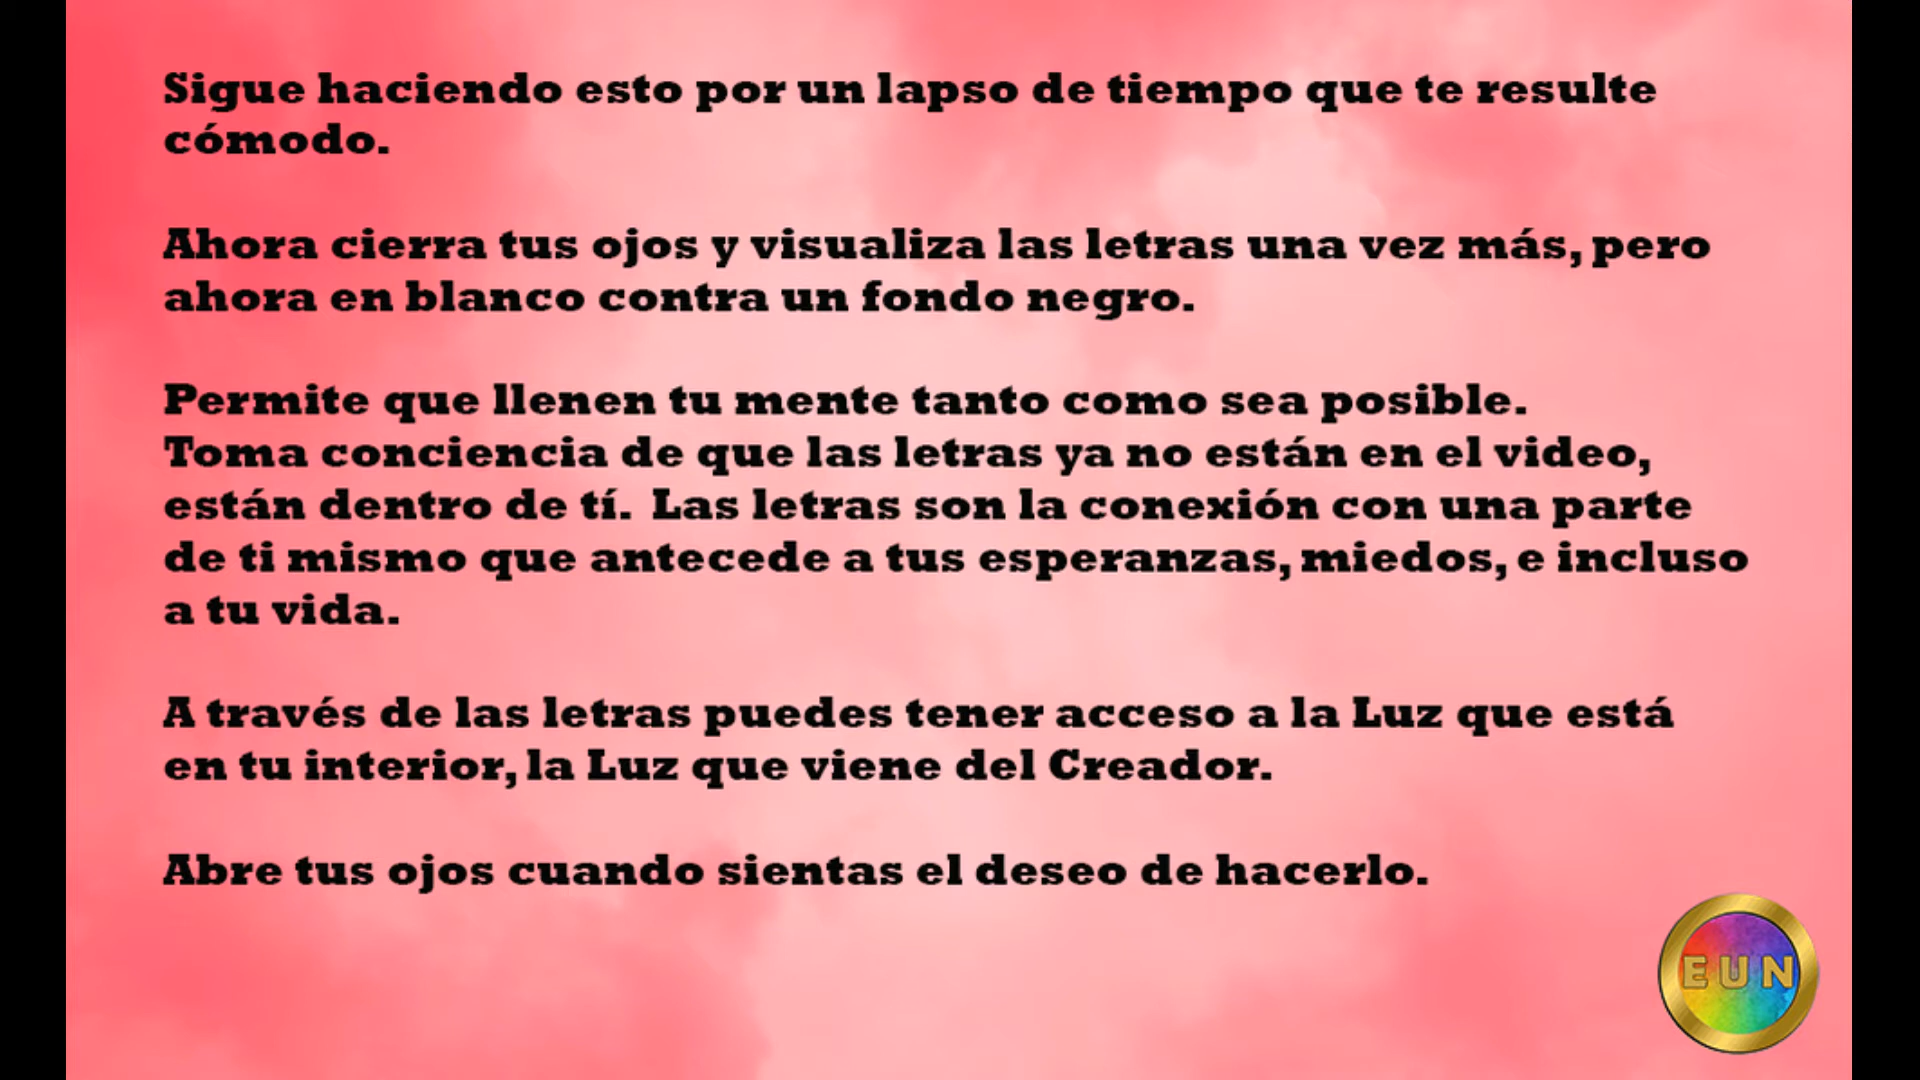 Sigue haciendo esto por un lapso de tiempo que te resulte
cómodo.
Ahora cierra tus ojos y visualiza las letras una vez más, pero
ahora en blanco contra un fondo negro.
Permite que llenen tu mente tanto como sea posible.
Toma conciencia de que las letras ya no están en el video,
están dentro de tí. Las letras son la conexión con una parte
de ti mismo que antecede a tus esperanzas, miedos, e incluso
a tu vida.
A través de las letras puedes tener acceso a la Luz que está
en tu interior, la Luz que viene del Creador.
Abre tus ojos cuando sientas el deseo de hacerlo.
EUN